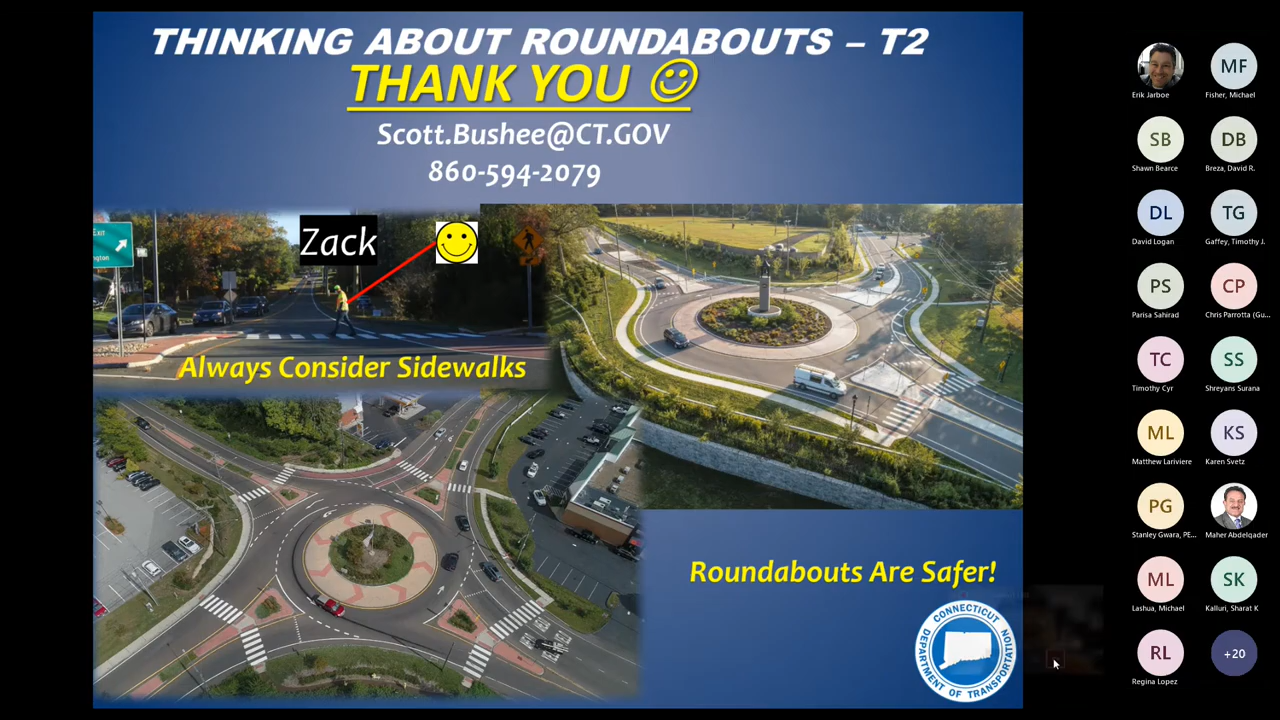 THINKING ABOUT ROUNDABOUTS – T2
THANK YOU ☺
Scott.Bushee@CT.GOV
860-594-2079
EXIT
Zack
Always Consider Sidewalks
Roundabouts Are Safer!
CONNECTICUT
DEPARTMENT OF TRANSPORTATION
Erik Jarboe
MF
Fisher, Michael
SB
Shawn Bearce
DB
Breza, David R.
DL
David Logan
TG
Gaffey, Timothy J.
PS
Parisa Sahirad
CP
Chris Parrotta (Gu...
TC
Timothy Cyr
SS
Shreyans Surana
ML
Matthew Lariviere
KS
Karen Svetz
PG
Stanley Gwara, PE...
Maher Abdelqader
ML
Lashua, Michael
SK
Kalluri, Sharat K
RL
Regina Lopez
+20